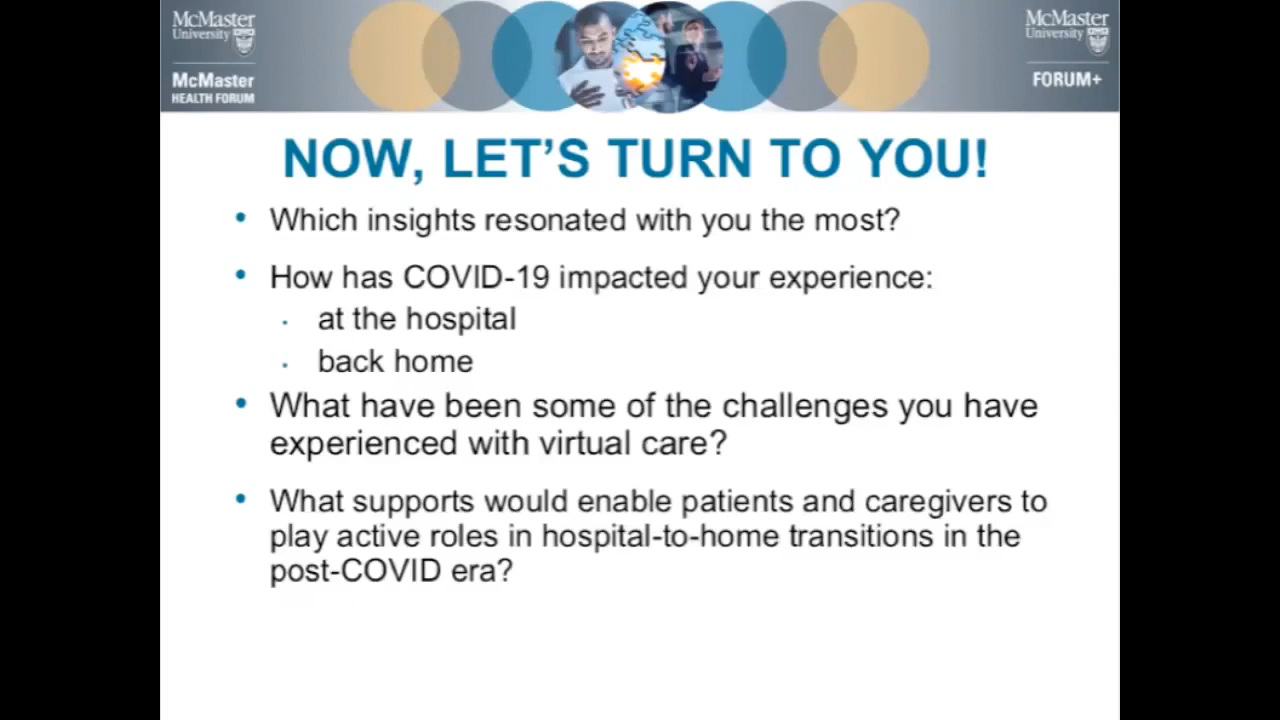 McMaster
University
McMaster
HEALTH FORUM
McMaster
University
FORUM+
NOW, LET’S TURN TO YOU!
• Which insights resonated with you the most?
• How has COVID-19 impacted your experience:
· at the hospital
· back home
• What have been some of the challenges you have
experienced with virtual care?
• What supports would enable patients and caregivers to
play active roles in hospital-to-home transitions in the
post-COVID era?